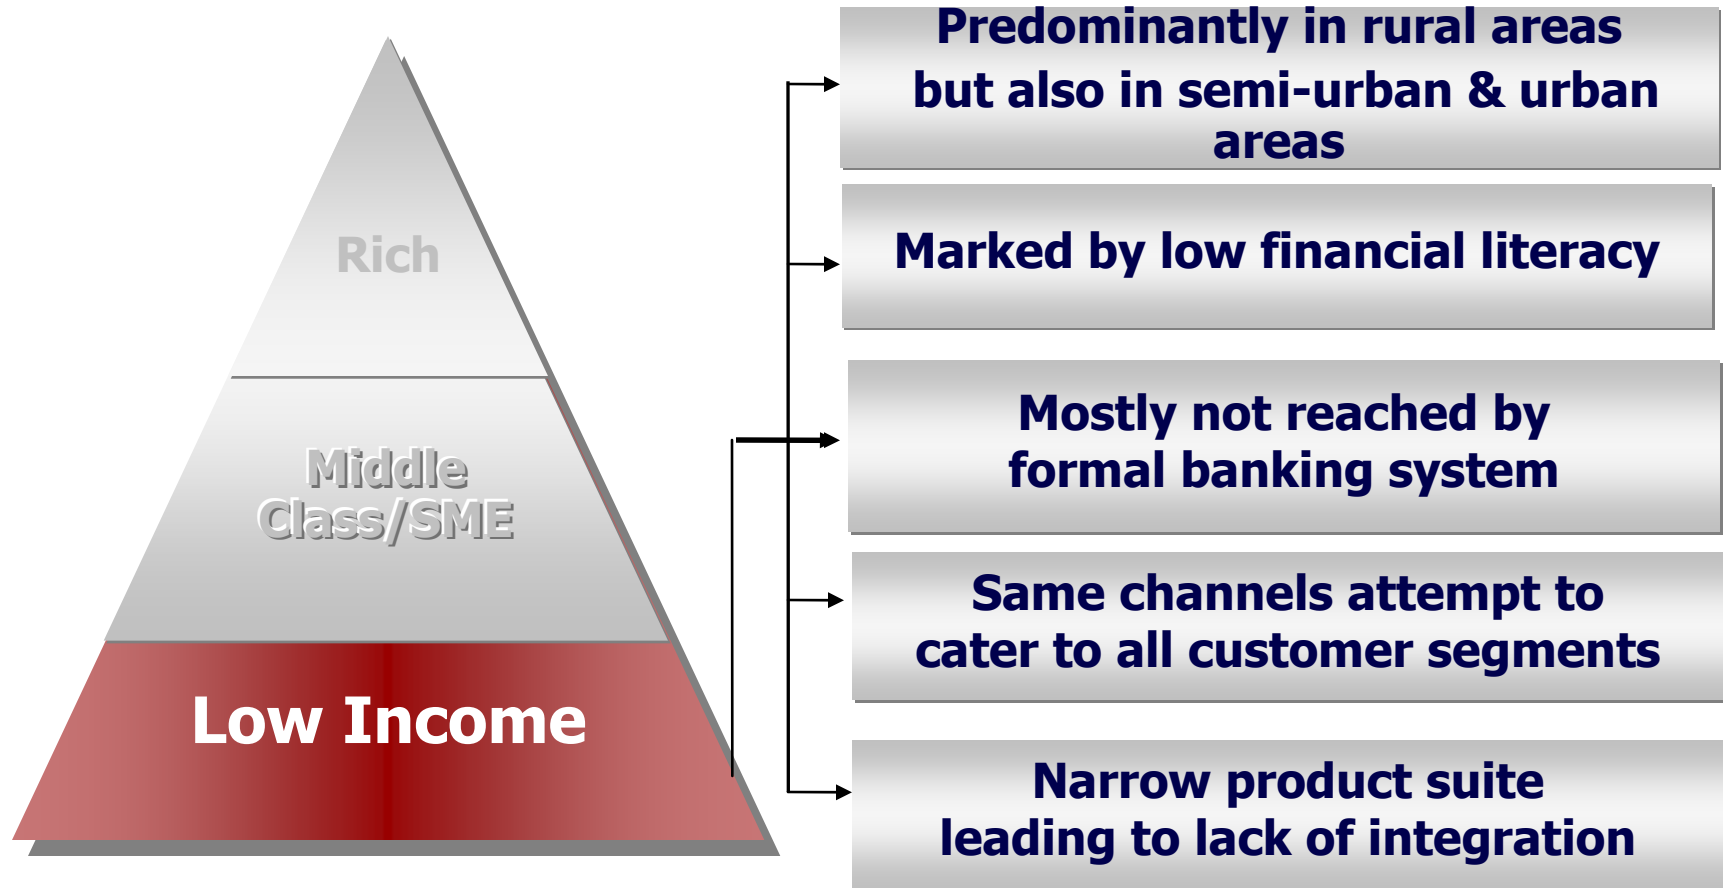 Rich
Middle
Class/SME
Low Income
Predominantly in rural areas
but also in semi-urban & urban
areas
Marked by low financial literacy
Mostly not reached by
formal banking system
Same channels attempt to
cater to all customer segments
Narrow product suite
leading to lack of integration